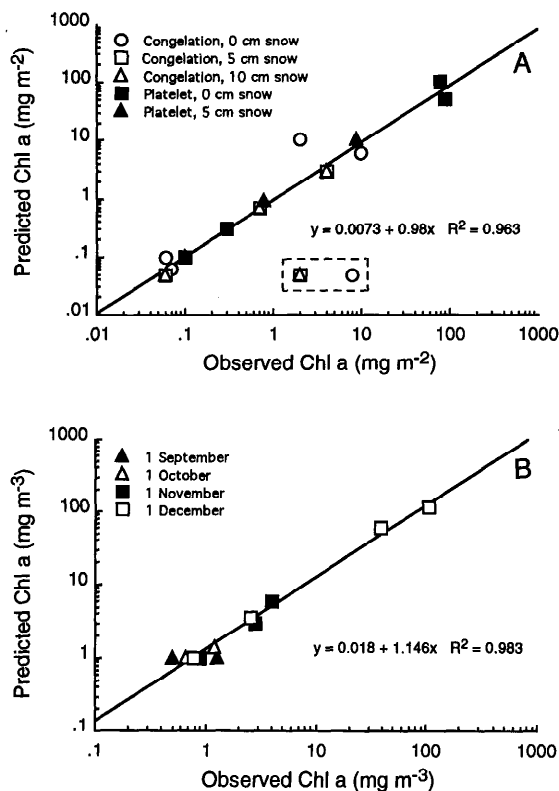 1000
100
10
1
.1
.01
Predicted Chl a (mg m-2)
Congelation, 0 cm snow
Congelation, 5 cm snow
Congelation, 10 cm snow
Platelet, 0 cm snow
Platelet, 5 cm snow
A
y = 0.0073 + 0.98x R2 = 0.963
.01 .1 1 10 100 1000
Observed Chl a (mg m-2)
1000
100
10
1
.1
Predicted Chl a (mg m-3)
1 September
1 October
1 November
1 December
B
y = 0.018 + 1.146x R2 = 0.983
.1 1 10 100 1000
Observed Chl a (mg m-3)